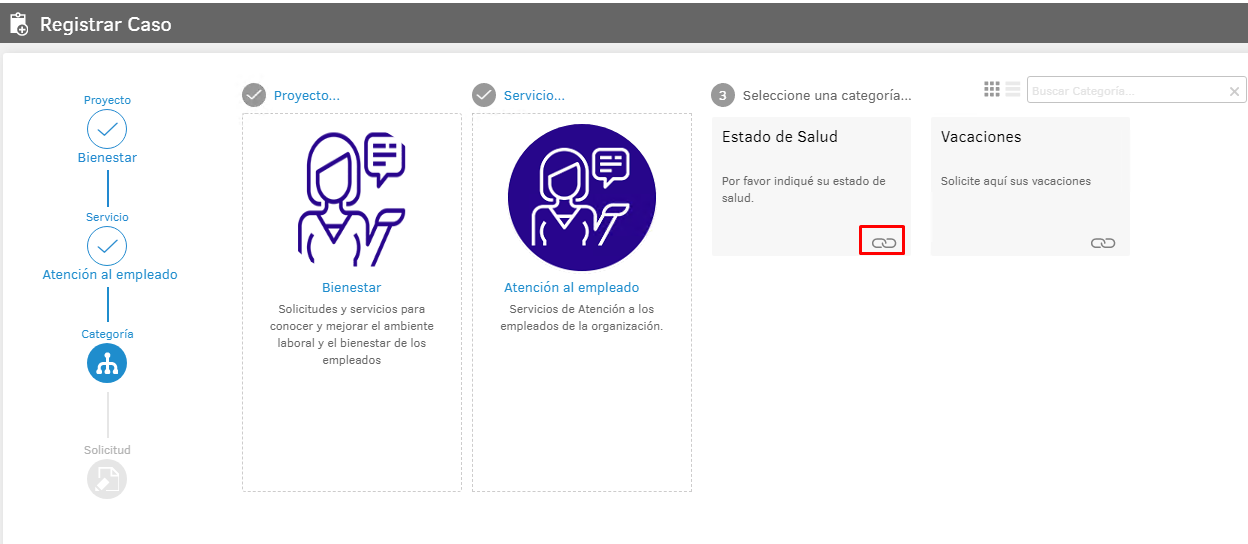 Registrar Caso
Proyecto
Bienestar
Servicio
Atención al empleado
Categoría
Solicitud
Proyecto...
Bienestar
Solicitudes y servicios para
conocer y mejorar el ambiente
laboral y el bienestar de los
empleados
Servicio...
Atención al empleado
Servicios de Atención a los
empleados de la organización.
3 Seleccione una categoría...
Buscar Categoría...
Estado de Salud
Por favor indiqué su estado de
salud.
Vacaciones
Solicite aquí sus vacaciones